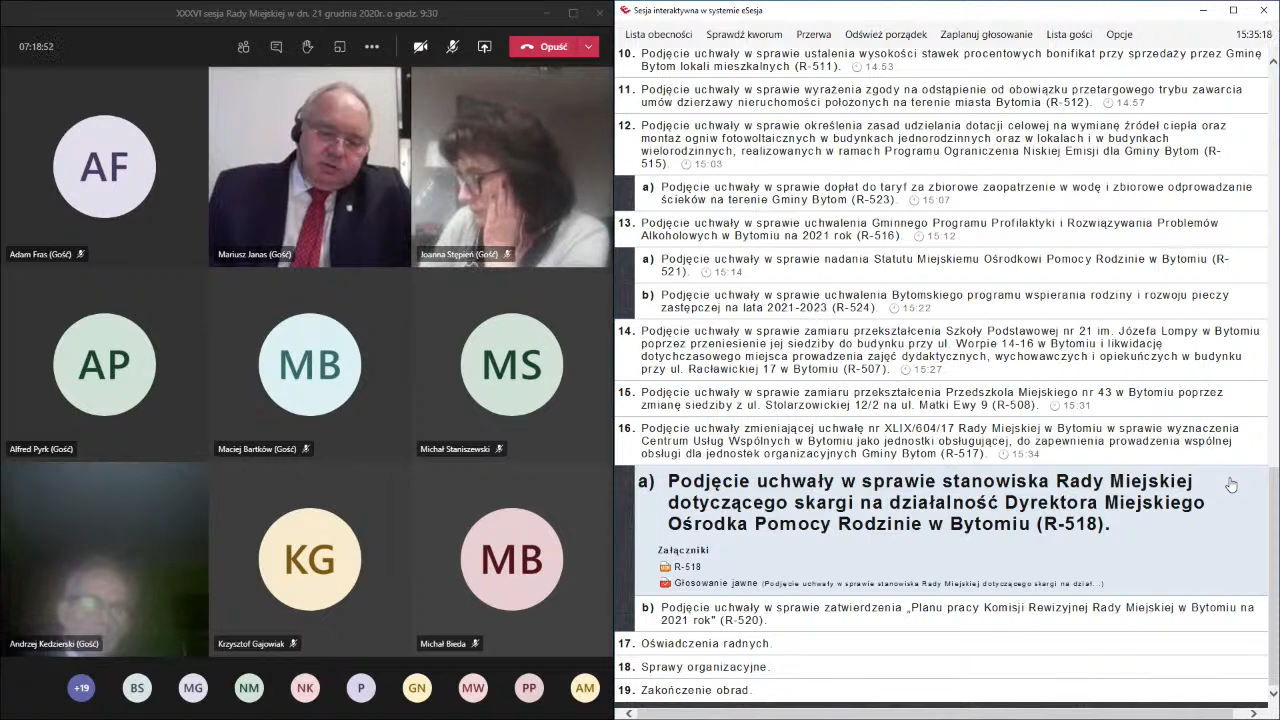 XXXVI sesja Rady Miejskiej w dn. 21 grudnia 2020r. o godz. 9:30
07:18:52
Opuść
AF
Adam Fras (Gość)
Mariusz Janas (Gość)
Joanna Stępień (Gość)
AP
Alfred Pyrk (Gość)
MB
Maciej Bartków (Gość)
MS
Michał Staniszewski
Andrzej Kedzierski (Gość)
KG
Krzysztof Gajowiak
MB
Michał Bieda
+19 BS MG NM NK P GN MW PP AM
Sesja interaktywna w systemie eSesja
Lista obecności Sprawdź kworum Przerwa Odśwież porządek Zaplanuj głosowanie Lista gości Opcje
15:35:18
10. Podjęcie uchwały w sprawie ustalenia wysokości stawek procentowych bonifikat przy sprzedaży przez Gminę
Bytom lokali mieszkalnych (R-511). 14:53
11. Podjęcie uchwały w sprawie wyrażenia zgody na odstąpienie od obowiązku przetargowego trybu zawarcia
umów dzierżawy nieruchomości położonych na terenie miasta Bytomia (R-512). 14:57
12. Podjęcie uchwały w sprawie określenia zasad udzielania dotacji celowej na wymianę źródeł ciepła oraz
montaż ogniw fotowoltaicznych w budynkach jednorodzinnych oraz w lokalach i w budynkach
wielorodzinnych, realizowanych w ramach Programu Ograniczenia Niskiej Emisji dla Gminy Bytom (R-
515). 15:03
a) Podjęcie uchwały w sprawie dopłat do taryf za zbiorowe zaopatrzenie w wodę i zbiorowe odprowadzanie
ścieków na terenie Gminy Bytom (R-523). 15:07
13. Podjęcie uchwały w sprawie uchwalenia Gminnego Programu Profilaktyki i Rozwiązywania Problemów
Alkoholowych w Bytomiu na 2021 rok (R-516). 15:12
a) Podjęcie uchwały w sprawie nadania Statutu Miejskiemu Ośrodkowi Pomocy Rodzinie w Bytomiu (R-
521). 15:14
b) Podjęcie uchwały w sprawie uchwalenia Bytomskiego programu wspierania rodziny i rozwoju pieczy
zastępczej na lata 2021-2023 (R-524). 15:22
14. Podjęcie uchwały w sprawie zamiaru przekształcenia Szkoły Podstawowej nr 21 im. Józefa Lompy w Bytomiu
poprzez przeniesienie jej siedziby do budynku przy ul. Worpie 14-16 w Bytomiu i likwidację
dotychczasowego miejsca prowadzenia zajęć dydaktycznych, wychowawczych i opiekuńczych w budynku
przy ul. Racławickiej 17 w Bytomiu (R-507). 15:27
15. Podjęcie uchwały w sprawie zamiaru przekształcenia Przedszkola Miejskiego nr 43 w Bytomiu poprzez
zmianę siedziby z ul. Stolarzowickiej 12/2 na ul. Matki Ewy 9 (R-508). 15:31
16. Podjęcie uchwały zmieniającej uchwałę nr XLIX/604/17 Rady Miejskiej w Bytomiu w sprawie wyznaczenia
Centrum Usług Wspólnych w Bytomiu jako jednostki obsługującej, do zapewnienia prowadzenia wspólnej
obsługi dla jednostek organizacyjnych Gminy Bytom (R-517). 15:34
a) Podjęcie uchwały w sprawie stanowiska Rady Miejskiej
dotyczącego skargi na działalność Dyrektora Miejskiego
Ośrodka Pomocy Rodzinie w Bytomiu (R-518).
Załączniki
R-518
Głosowanie jawne (Podjęcie uchwały w sprawie stanowiska Rady Miejskiej dotyczącego skargi na dział...)
b) Podjęcie uchwały w sprawie zatwierdzenia „Planu pracy Komisji Rewizyjnej Rady Miejskiej w Bytomiu na
2021 rok" (R-520).
17. Oświadczenia radnych.
18. Sprawy organizacyjne.
19. Zakończenie obrad.